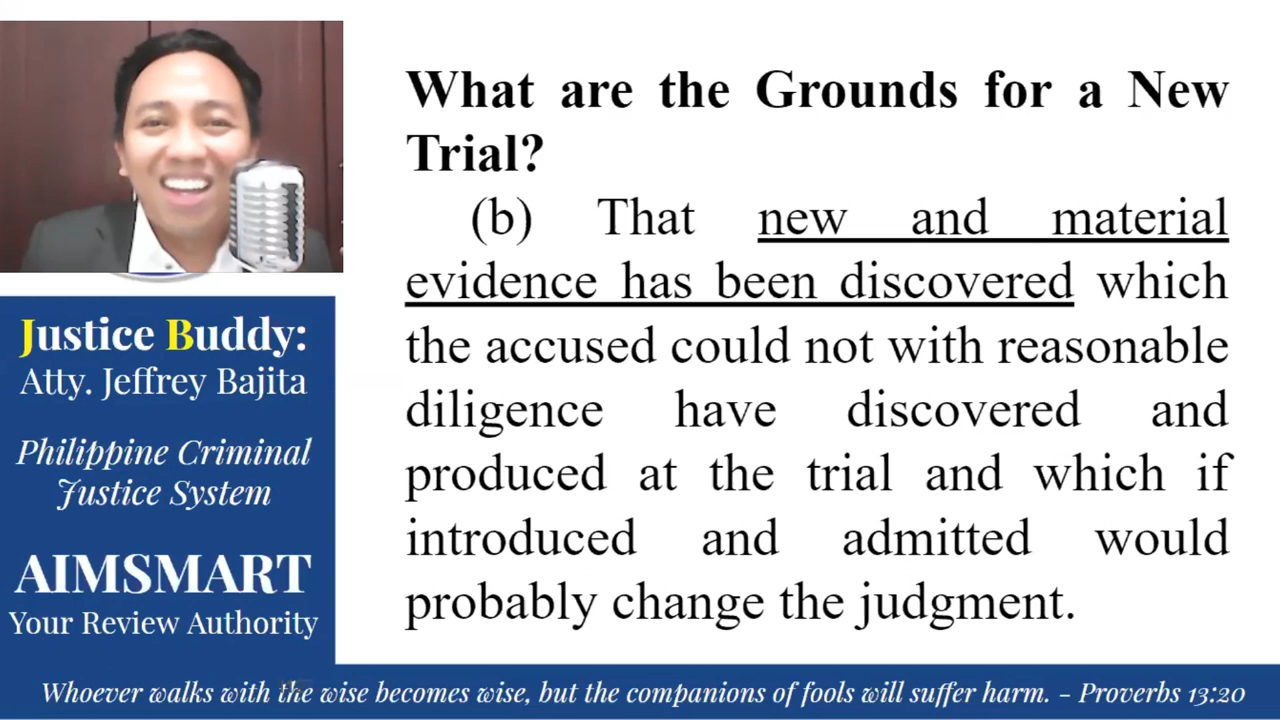 What are the Grounds for a New
Trial?
(b) That new and material
evidence has been discovered which
the accused could not with reasonable
diligence have discovered and
produced at the trial and which if
introduced and admitted would
probably change the judgment.
Justice Buddy:
Atty. Jeffrey Bajita
Philippine Criminal
Justice System
AIMSMART
Your Review Authority
Whoever walks with the wise becomes wise, but the companions of fools will suffer harm. – Proverbs 13:20